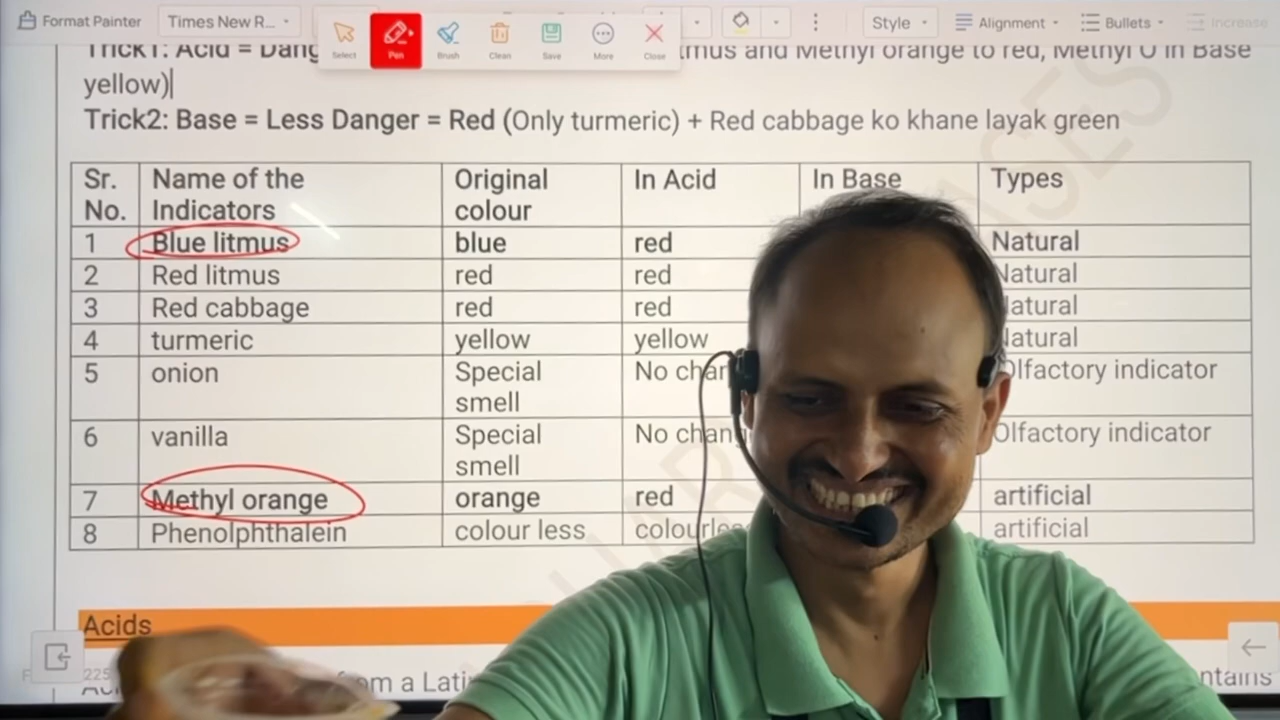 Format Painter Times New R... Style Alignment Bullets Increase
Select Pen Brush Clean Save More Close
Trick1: Acid = Dang tmus and Methyl orange to red, Methyl O in Base
yellow)
Trick2: Base = Less Danger = Red (Only turmeric) + Red cabbage ko khane layak green
Sr. No. Name of the Indicators Original colour In Acid In Base Types
1 Blue litmus blue red Natural
2 Red litmus red red Natural
3 Red cabbage red red Natural
4 turmeric yellow yellow Natural
5 onion Special smell No chan Olfactory indicator
6 vanilla Special smell No chang Olfactory indicator
7 Methyl orange orange red artificial
8 Phenolphthalein colour less colourless artificial
Acids
om a Lati ntains